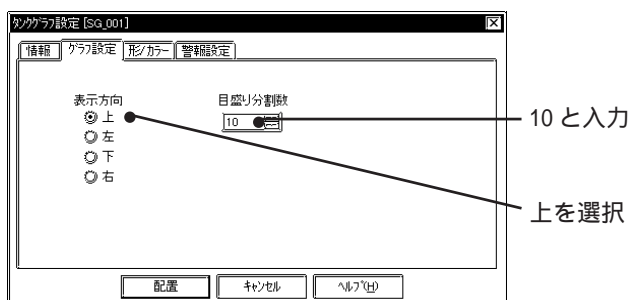 ﾀﾝｸｸﾞﾗﾌ設定 [SG_001]
情報 ｸﾞﾗﾌ設定 形/ｶﾗｰ 警報設定
表示方向 目盛り分割数
上 10
左
下
右
10 と入力
上を選択
配置 ｷｬﾝｾﾙ ﾍﾙﾌﾟ(H)